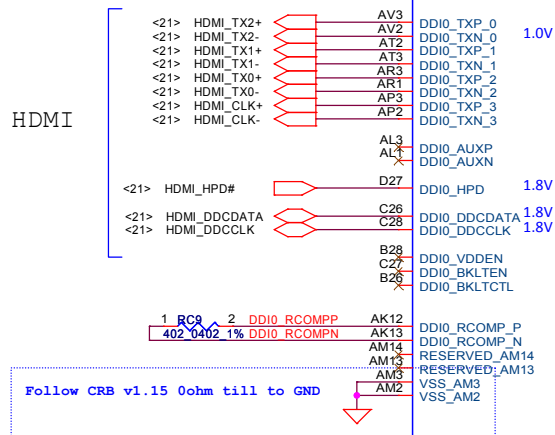 <21> HDMI_TX2+ AV3 DDI0_TXP_0 1.0V
<21> HDMI_TX2- AV2 DDI0_TXN_0
<21> HDMI_TX1+ AT2 DDI0_TXP_1
<21> HDMI_TX1- AT3 DDI0_TXN_1
<21> HDMI_TX0+ AR3 DDI0_TXP_2
<21> HDMI_TX0- AR1 DDI0_TXN_2
<21> HDMI_CLK+ AP3 DDI0_TXP_3
<21> HDMI_CLK- AP2 DDI0_TXN_3
HDMI
AL3 DDI0_AUXP
AL1 DDI0_AUXN
<21> HDMI_HPD# D27 DDI0_HPD 1.8V
<21> HDMI_DDCDATA C26 DDI0_DDCDATA 1.8V
<21> HDMI_DDCCLK C28 DDI0_DDCCLK 1.8V
B28 DDI0_VDDEN
C27 DDI0_BKLTEN
B26 DDI0_BKLTCTL
1 RC9 2 DDI0_RCOMPP AK12 DDI0_RCOMP_P
402_0402_1% DDI0_RCOMPN AK13 DDI0_RCOMP_N
AM14 RESERVED_AM14
AM13 RESERVED_AM13
AM3 VSS_AM3
Follow CRB v1.15 0ohm till to GND AM2 VSS_AM2